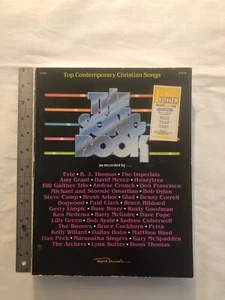 Top Contemporary Christian Songs
THE
SONG
BOOK
as recorded by......
Evie • B. J. Thomas • The Imperials
Amy Grant • David Meece • Honeytree
Bill Gaither Trio • Andrae Crouch • Don Francisco
Michael and Stormie Omartian • Bob Dylan
Steve Camp • Brush Arbor • Glad • Denny Correll
Dogwood • Paul Clark • Bruce Hibbard
Gerry Limpic • Dave Boyer • Rusty Goodman
Ken Medema • Barry McGuire • Dave Pope
Lilly Green • Bob Ayala • Andrew Culverwell
The Boones • Bruce Cockburn • Petra
Kelly Willard • Dallas Holm • Matthew Ward
Dan Peek • Maranatha Singers • Gary McSpadden
The Archers • Lynn Sutter • Donn Thomas